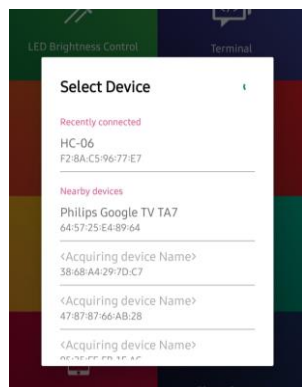 LED Brightness Control
Terminal
Select Device
Recently connected
HC-06
F2:8A:C5:96:77:E7
Nearby devices
Philips Google TV TA7
64:57:25:E4:89:64
<Acquiring device Name>
38:68:A4:29:7D:C7
<Acquiring device Name>
47:87:87:66:AB:28
<Acquiring device Name>